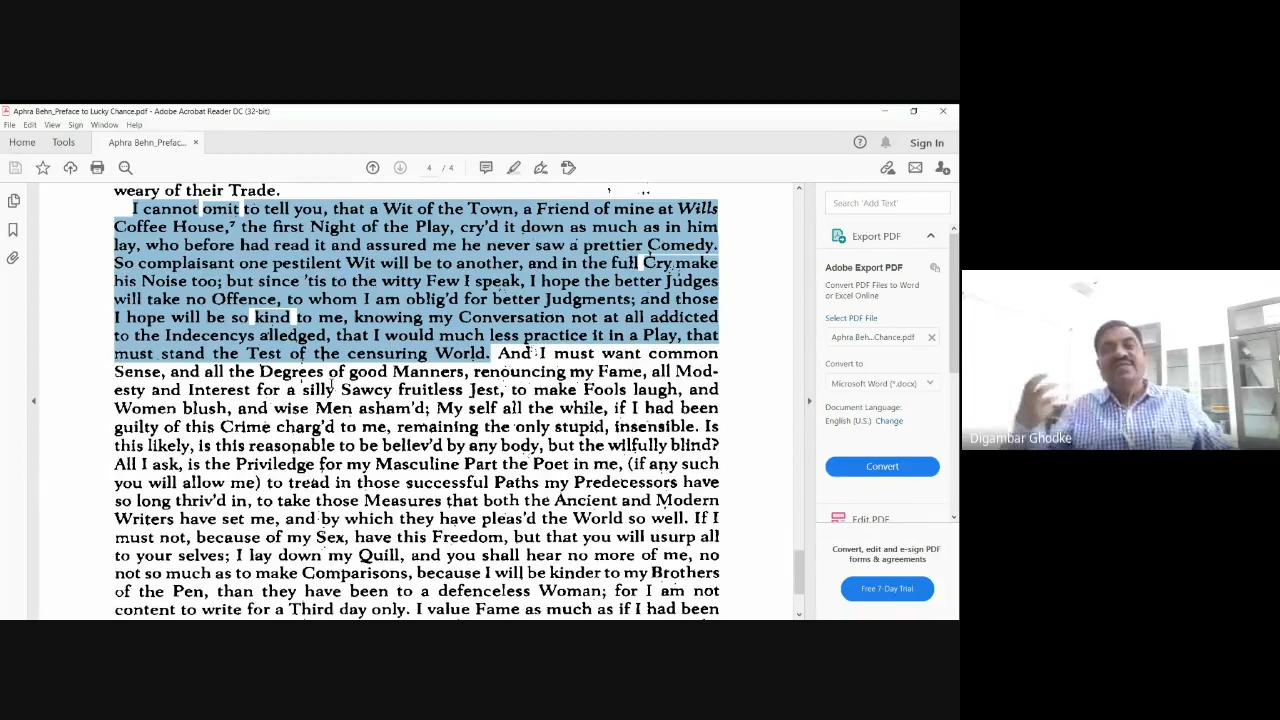 Aphra Behn_Preface to Lucky Chance.pdf - Adobe Acrobat Reader DC (32-bit)
File Edit View Sign Window Help
Home Tools Aphra Behn_Prefac... × Sign In
4 / 4
weary of their Trade.
I cannot omit to tell you, that a Wit of the Town, a Friend of mine at Wills
Coffee House,⁷ the first Night of the Play, cry'd it down as much as in him
lay, who before had read it and assured me he never saw a prettier Comedy.
So complaisant one pestilent Wit will be to another, and in the full Cry make
his Noise too; but since 'tis to the witty Few I speak, I hope the better Judges
will take no Offence, to whom I am oblig'd for better Judgments; and those
I hope will be so kind to me, knowing my Conversation not at all addicted
to the Indecencys alledged, that I would much less practice it in a Play, that
must stand the Test of the censuring World. And I must want common
Sense, and all the Degrees of good Manners, renouncing my Fame, all Mod-
esty and Interest for a silly Sawcy fruitless Jest, to make Fools laugh, and
Women blush, and wise Men asham'd; My self all the while, if I had been
guilty of this Crime charg'd to me, remaining the only stupid, insensible. Is
this likely, is this reasonable to be believ'd by any body, but the wilfully blind?
All I ask, is the Priviledge for my Masculine Part the Poet in me, (if any such
you will allow me) to tread in those successful Paths my Predecessors have
so long thriv'd in, to take those Measures that both the Ancient and Modern
Writers have set me, and by which they have pleas'd the World so well. If I
must not, because of my Sex, have this Freedom, but that you will usurp all
to your selves; I lay down my Quill, and you shall hear no more of me, no
not so much as to make Comparisons, because I will be kinder to my Brothers
of the Pen, than they have been to a defenceless Woman; for I am not
content to write for a Third day only. I value Fame as much as if I had been
Search 'Add Text'
Export PDF
Adobe Export PDF
Convert PDF Files to Word
or Excel Online
Select PDF File
Aphra Beh...Chance.pdf
Convert to
Microsoft Word (*.docx)
Document Language:
English (U.S.) Change
Convert
Edit PDF
Convert, edit and e-sign PDF
forms & agreements
Free 7-Day Trial
Digambar Ghodke